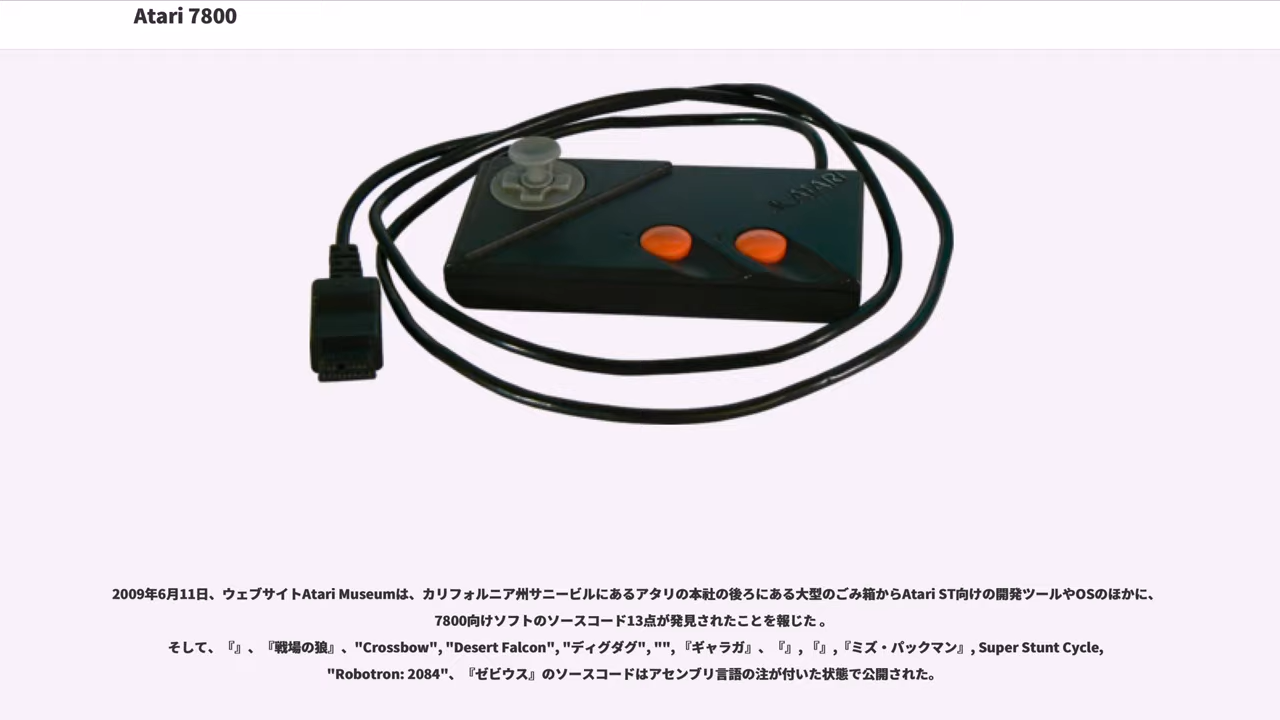 Atari 7800
ATARI
2009年6月11日、ウェブサイトAtari Museumは、カリフォルニア州サニービルにあるアタリの本社の後ろにある大型のごみ箱からAtari ST向けの開発ツールやOSのほかに、
7800向けソフトのソースコード13点が発見されたことを報じた 。
そして、『』、『戦場の狼』、"Crossbow", "Desert Falcon", "ディグダグ", "", 『ギャラガ』、『』, 『』,『ミズ・パックマン』, Super Stunt Cycle,
"Robotron: 2084"、『ゼビウス』のソースコードはアセンブリ言語の注が付いた状態で公開された。